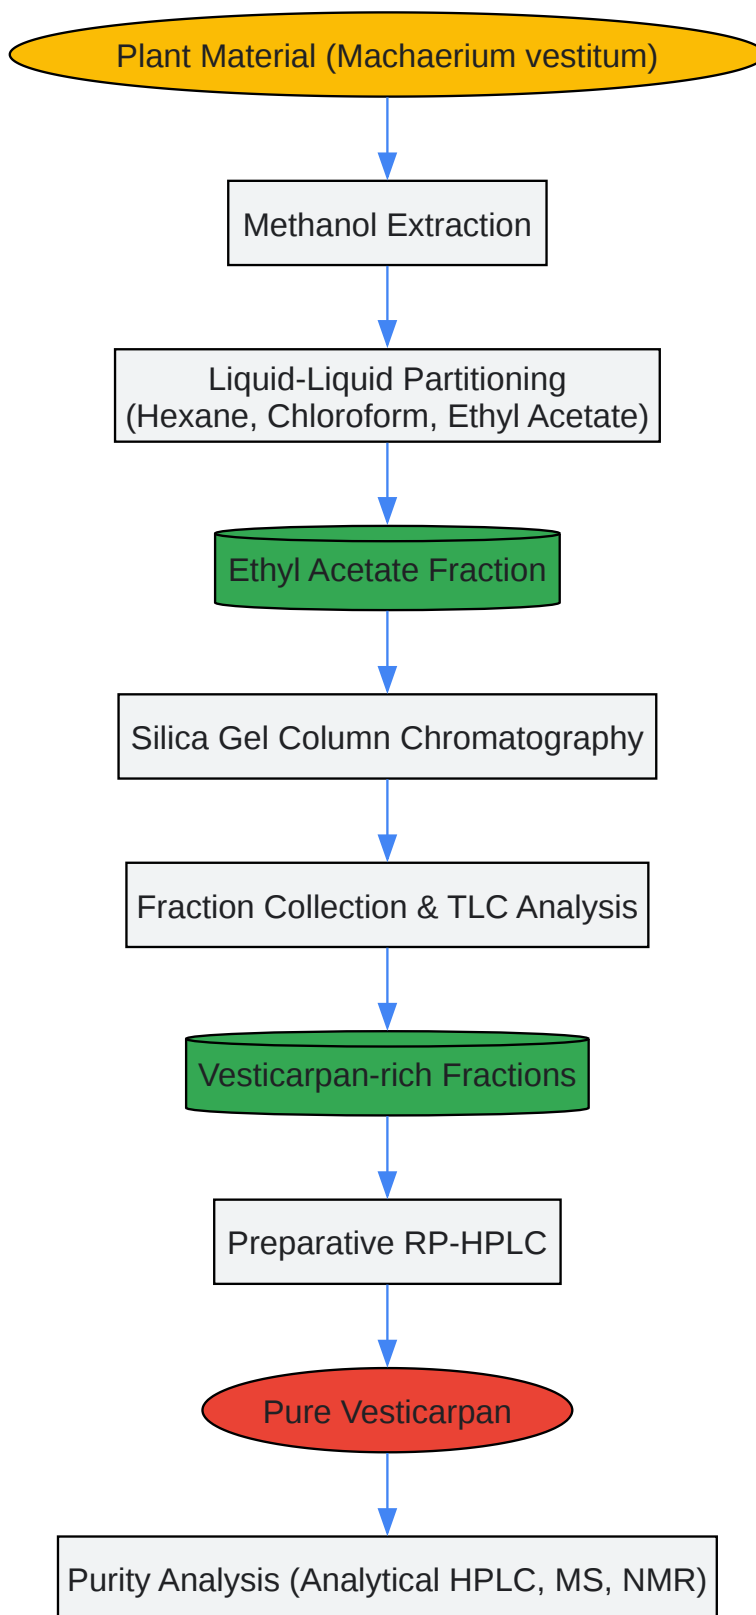 Plant Material (Machaerium vestitum)
Methanol Extraction
Liquid-Liquid Partitioning
(Hexane, Chloroform, Ethyl Acetate)
Ethyl Acetate Fraction
Silica Gel Column Chromatography
Fraction Collection & TLC Analysis
Vesticarpan-rich Fractions
Preparative RP-HPLC
Pure Vesticarpan
Purity Analysis (Analytical HPLC, MS, NMR)